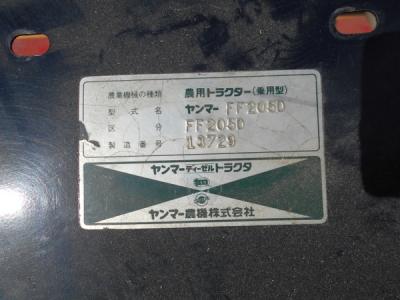 農業機械の種類 農用トラクター(乗用型)
型式名 ヤンマー FF205D
区分 FF205D
製造番号 13729
ヤンマーディーゼルトラクタ
ヤンマー農機株式会社